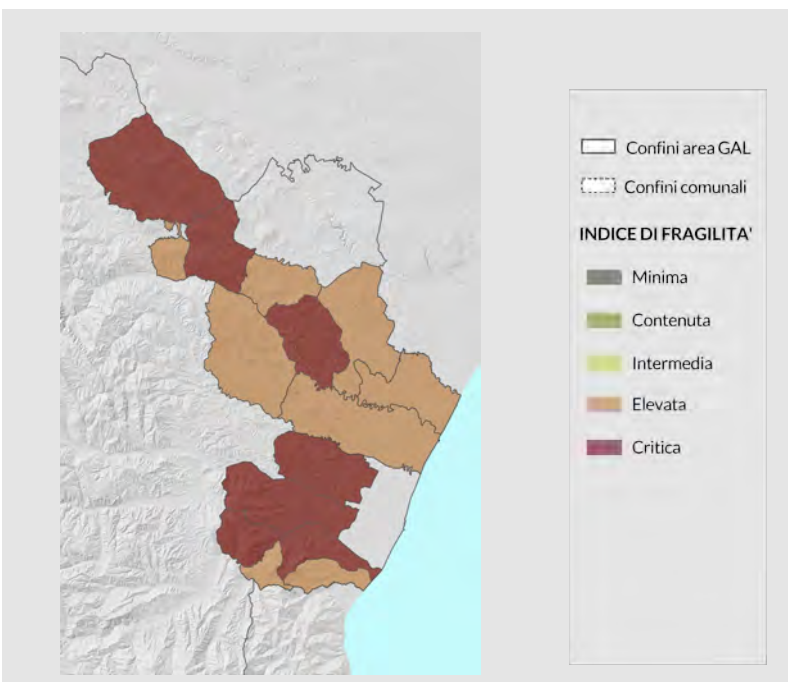 Confini area GAL
Confini comunali
INDICE DI FRAGILITA'
Minima
Contenuta
Intermedia
Elevata
Critica